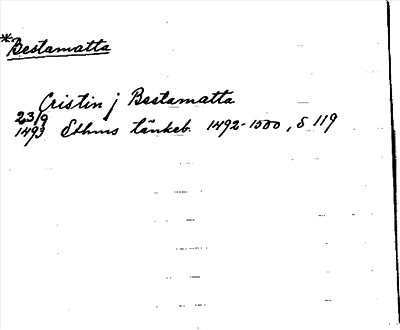 *Bestamatta
Cristin j Bestamatta
23/9
1493 Sthms tänkeb. 1492-1500, s 119